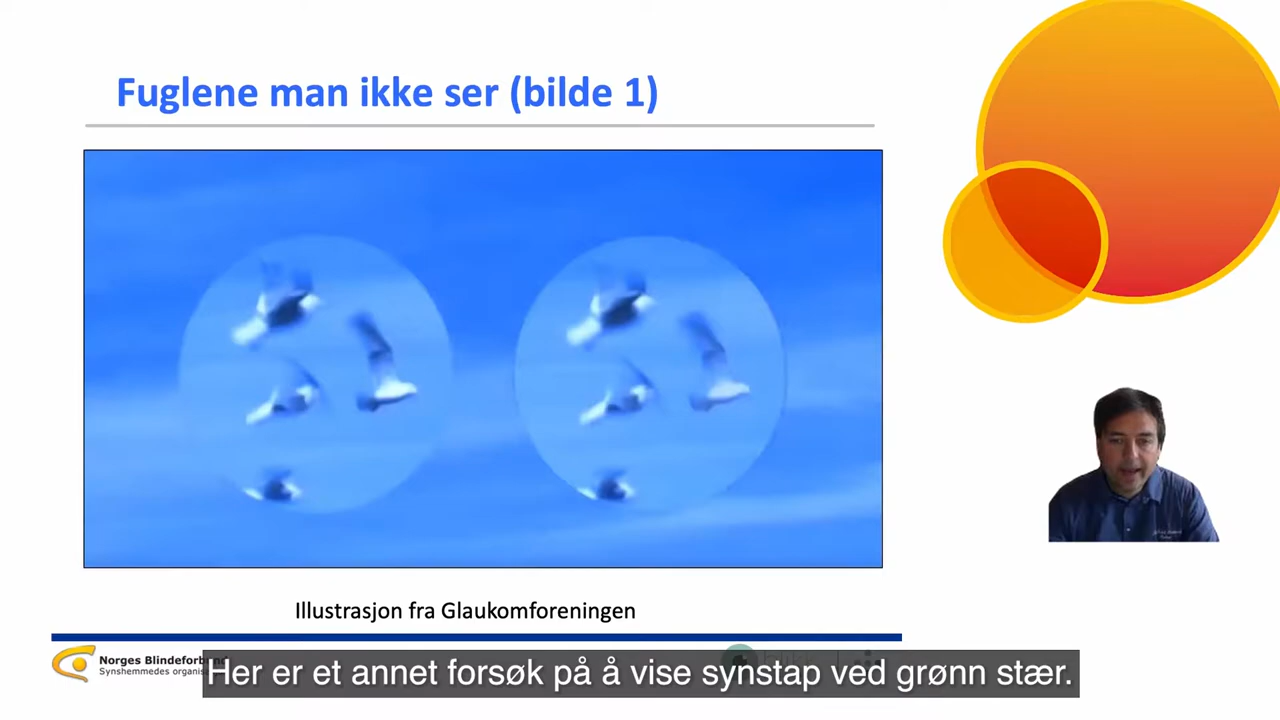 Fuglene man ikke ser (bilde 1)
Illustrasjon fra Glaukomforeningen
Norges Blindeforbund
Synshemmedes
Her er et annet forsøk på å vise synstap ved grønn stær.